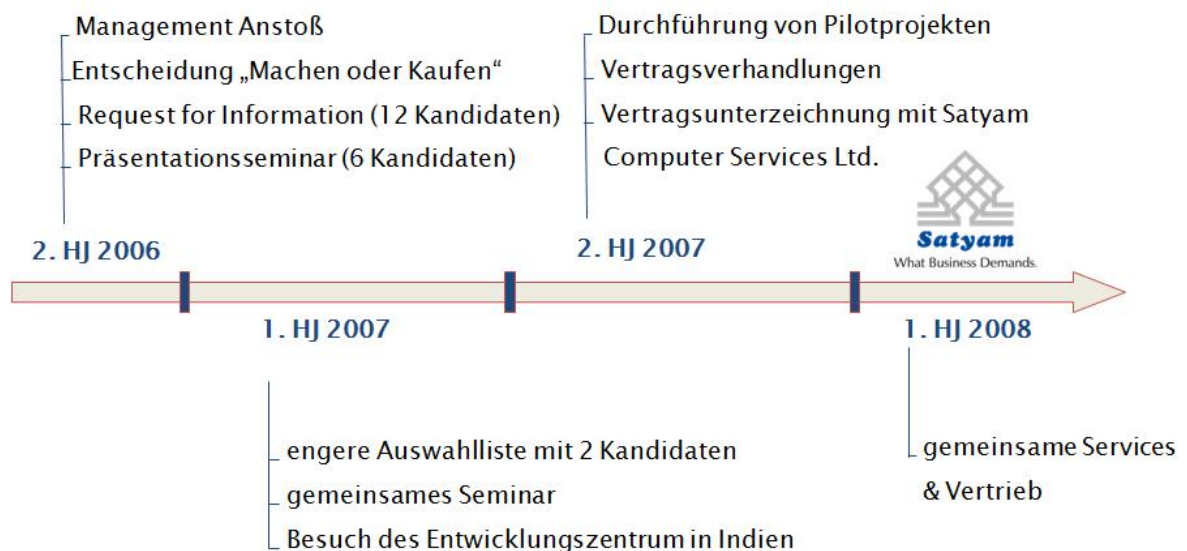 Management Anstoß
Entscheidung „Machen oder Kaufen“
Request for Information (12 Kandidaten)
Präsentationsseminar (6 Kandidaten)
2. HJ 2006
Durchführung von Pilotprojekten
Vertragsverhandlungen
Vertragsunterzeichnung mit Satyam
Computer Services Ltd.
2. HJ 2007
Satyam
What Business Demands.
1. HJ 2007
engere Auswahlliste mit 2 Kandidaten
gemeinsames Seminar
Besuch des Entwicklungszentrum in Indien
1. HJ 2008
gemeinsame Services
& Vertrieb